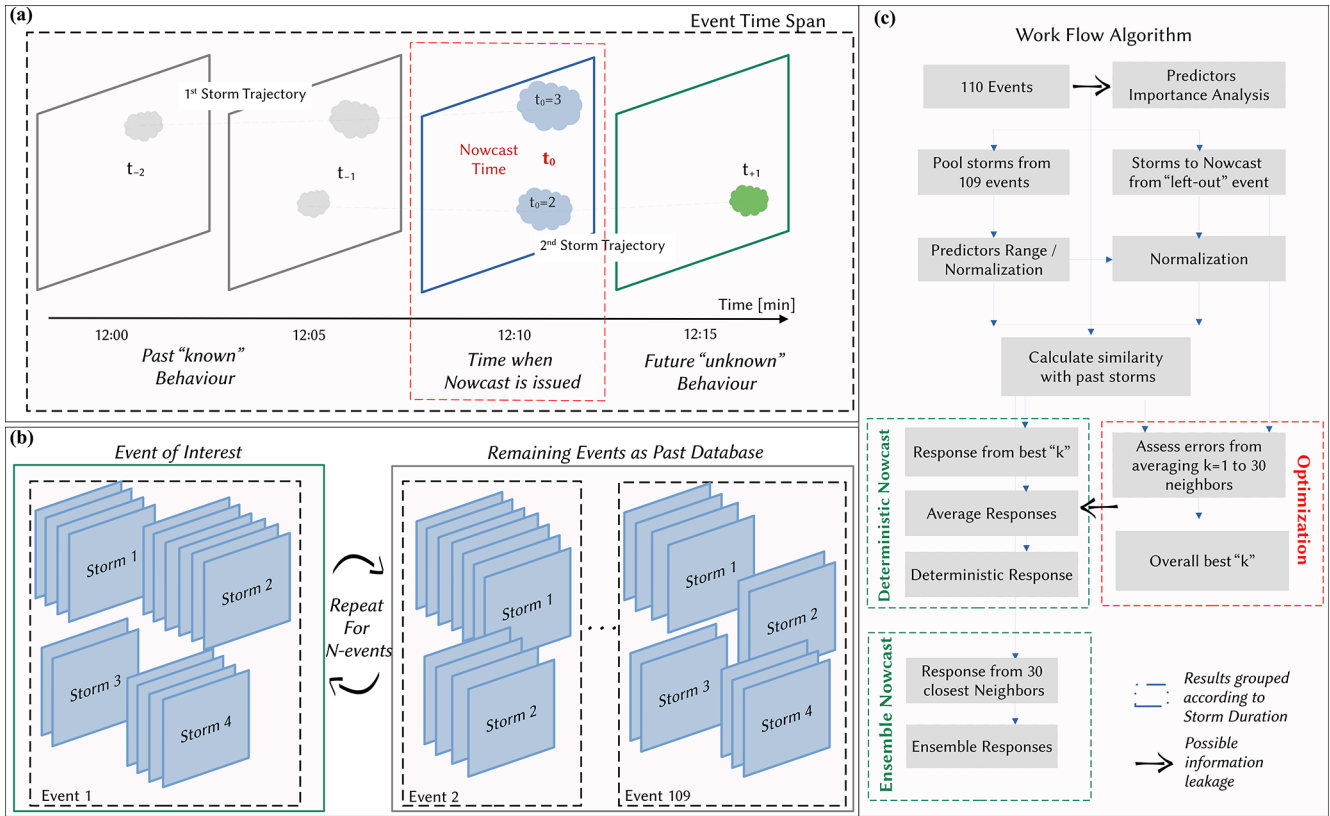 (a)
Event Time Span
1st Storm Trajectory
t–2
t–1
t0=3
Nowcast
Time
t0
t0=2
t+1
2nd Storm Trajectory
Time [min]
12:00
12:05
12:10
12:15
Past “known”
Behaviour
Time when
Nowcast is issued
Future “unknown”
Behaviour
(b)
Event of Interest
Storm 1
Storm 2
Storm 3
Storm 4
Event 1
Repeat
For
N-events
Remaining Events as Past Database
Storm 1
Storm 2
Event 2
...
Storm 1
Storm 2
Storm 3
Storm 4
Event 109
(c)
Work Flow Algorithm
110 Events
Predictors
Importance Analysis
Pool storms from
109 events
Storms to Nowcast
from “left-out” event
Predictors Range /
Normalization
Normalization
Calculate similarity
with past storms
Deterministic Nowcast
Response from best “k”
Average Responses
Deterministic Response
Assess errors from
averaging k=1 to 30
neighbors
Overall best “k”
Optimization
Ensemble Nowcast
Response from 30
closest Neighbors
Ensemble Responses
Results grouped
according to
Storm Duration
Possible
information
leakage